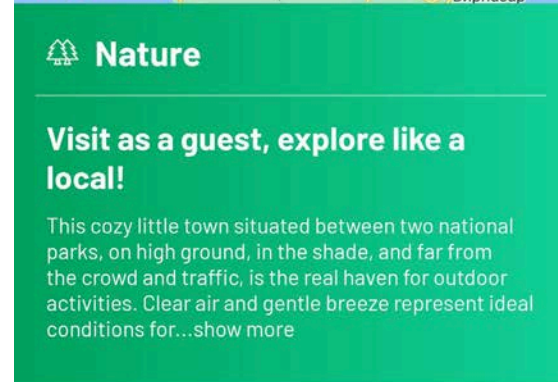 Nature
Visit as a guest, explore like a
local!
This cozy little town situated between two national
parks, on high ground, in the shade, and far from
the crowd and traffic, is the real haven for outdoor
activities. Clear air and gentle breeze represent ideal
conditions for...show more